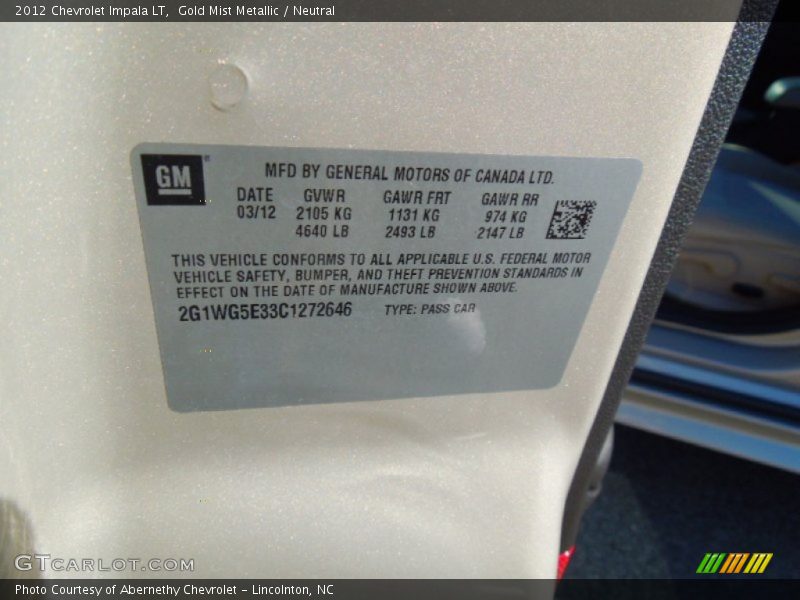 2012 Chevrolet Impala LT, Gold Mist Metallic / Neutral
GM
MFD BY GENERAL MOTORS OF CANADA LTD.
DATE GVWR GAWR FRT GAWR RR
03/12 2105 KG 1131 KG 974 KG
4640 LB 2493 LB 2147 LB
THIS VEHICLE CONFORMS TO ALL APPLICABLE U.S. FEDERAL MOTOR
VEHICLE SAFETY, BUMPER, AND THEFT PREVENTION STANDARDS IN
EFFECT ON THE DATE OF MANUFACTURE SHOWN ABOVE.
2G1WG5E33C1272646 TYPE: PASS CAR
GTCARLOT.COM
Photo Courtesy of Abernethy Chevrolet - Lincolnton, NC